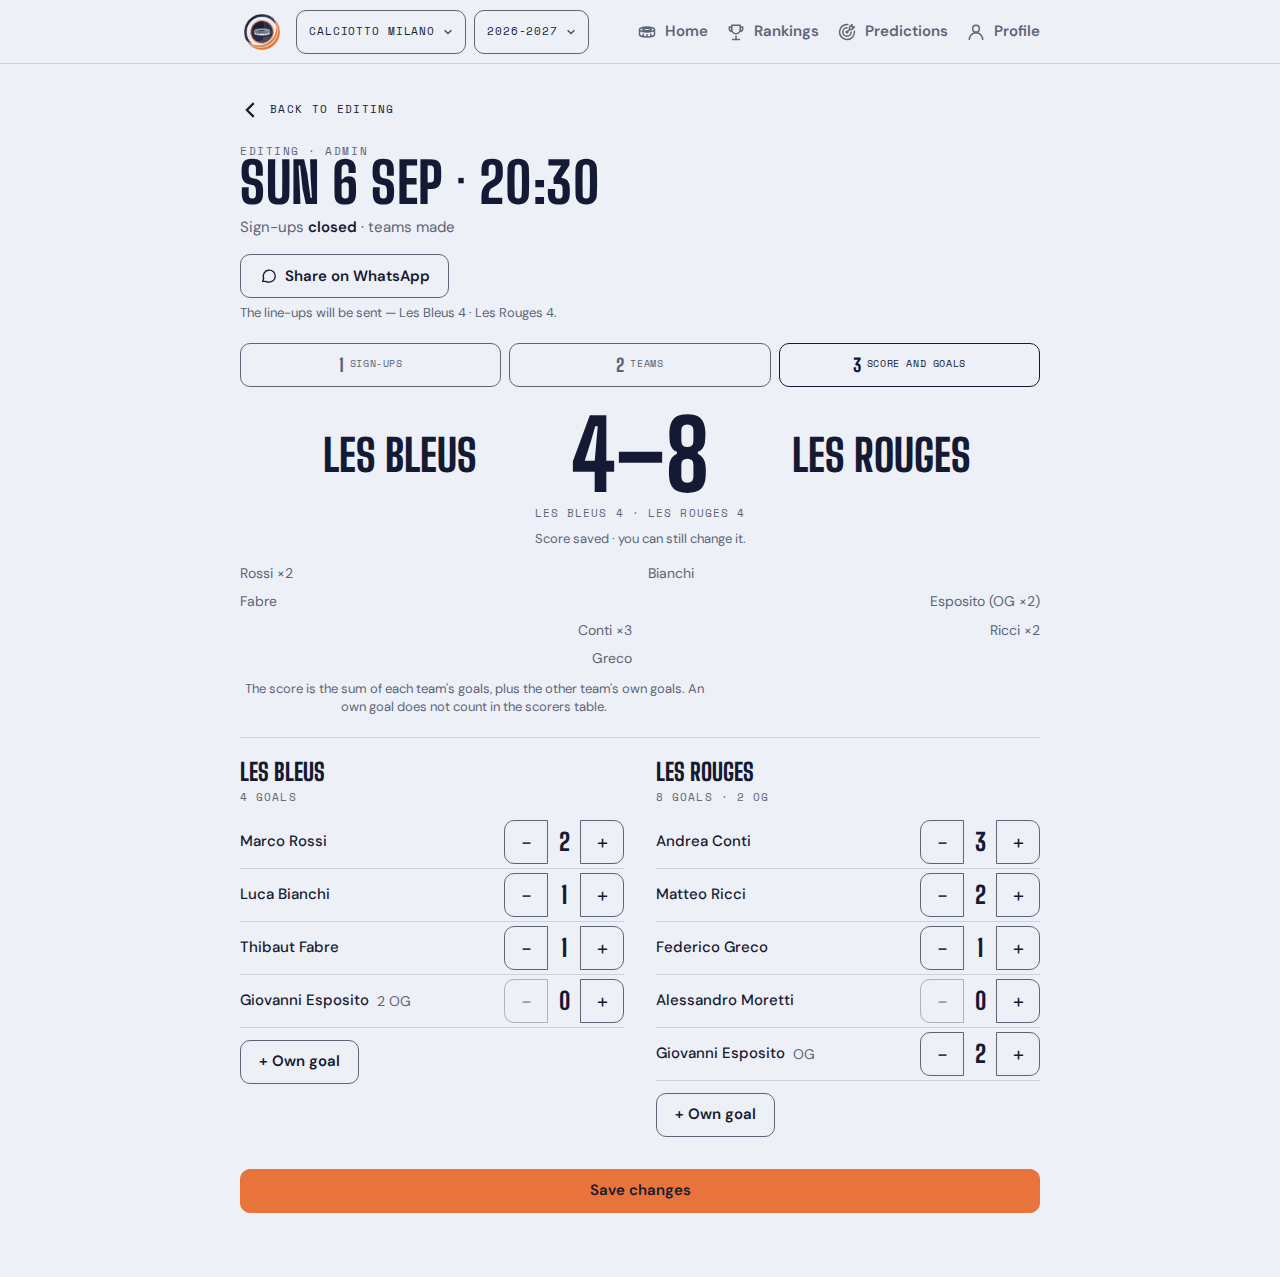 CALCIOTTO MILANO
2026-2027
Home
Rankings
Predictions
Profile
BACK TO EDITING
EDITING · ADMIN
SUN 6 SEP · 20:30
Sign-ups closed · teams made
Share on WhatsApp
The line-ups will be sent — Les Bleus 4 · Les Rouges 4.
1 SIGN-UPS
2 TEAMS
3 SCORE AND GOALS
LES BLEUS
4–8
LES ROUGES
LES BLEUS 4 · LES ROUGES 4
Score saved · you can still change it.
Rossi ×2
Bianchi
Fabre
Esposito (OG ×2)
Conti ×3
Ricci ×2
Greco
The score is the sum of each team's goals, plus the other team's own goals. An
own goal does not count in the scorers table.
LES BLEUS
4 GOALS
Marco Rossi
− 2 +
Luca Bianchi
− 1 +
Thibaut Fabre
− 1 +
Giovanni Esposito 2 OG
− 0 +
+ Own goal
LES ROUGES
8 GOALS · 2 OG
Andrea Conti
− 3 +
Matteo Ricci
− 2 +
Federico Greco
− 1 +
Alessandro Moretti
− 0 +
Giovanni Esposito OG
− 2 +
+ Own goal
Save changes